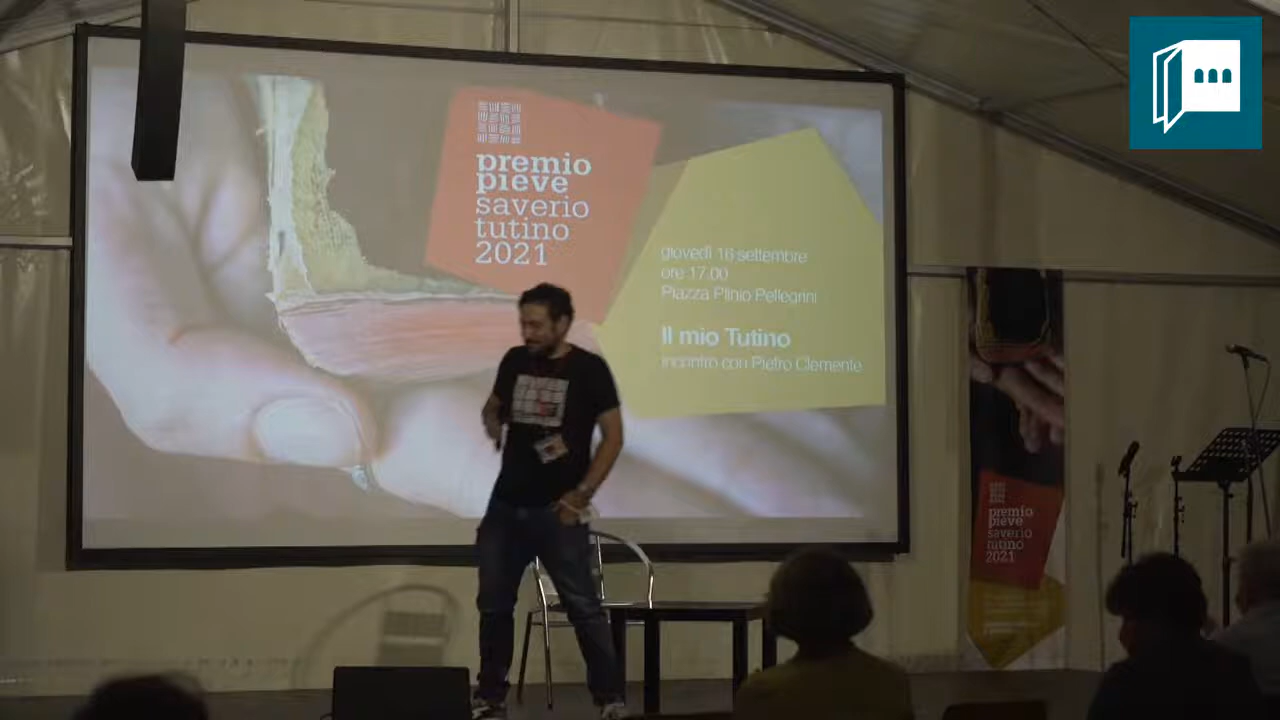 premio
pieve
saverio
tutino
2021
giovedì 16 settembre
ore 17.00
Piazza Plinio Pellegrini
Il mio Tutino
incontro con Pietro Clemente
premio
pieve
saverio
tutino
2021